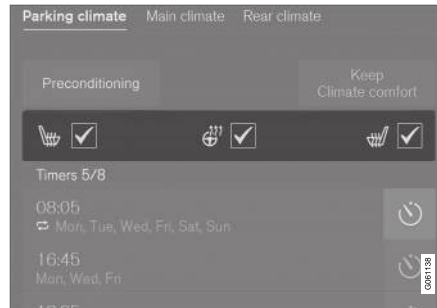 Parking climate Main climate Rear climate
Preconditioning
Keep
Climate comfort
Timers 5/8
08:05
Mon, Tue, Wed, Fri, Sat, Sun
16:45
Mon, Wed, Fri
G061138